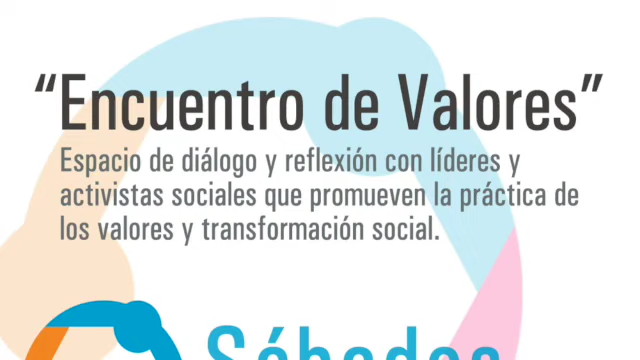 “Encuentro de Valores”
Espacio de diálogo y reflexión con líderes y
activistas sociales que promueven la práctica de
los valores y transformación social.
Sábados